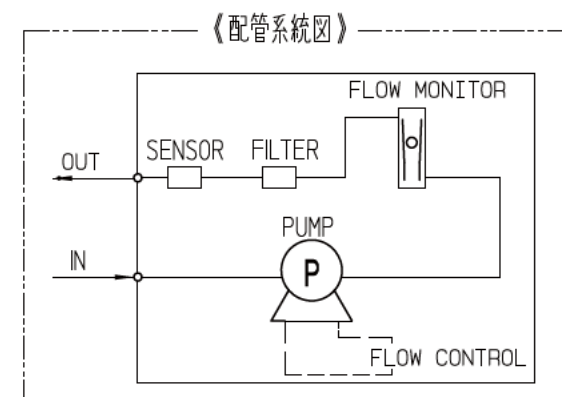 《配管系統図》
FLOW MONITOR
OUT
SENSOR
FILTER
PUMP
IN
P
FLOW CONTROL